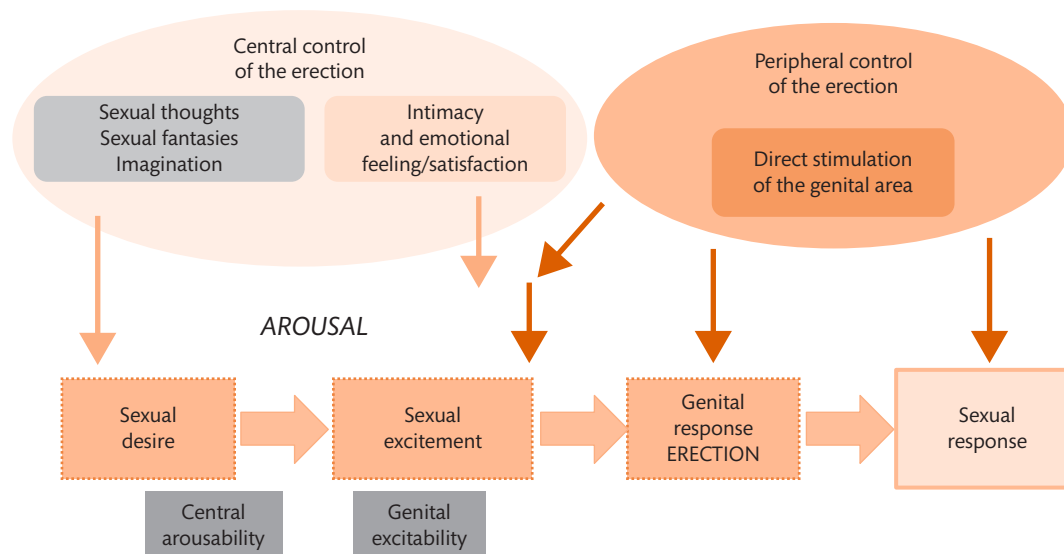 Central control
of the erection
Sexual thoughts
Sexual fantasies
Imagination
Intimacy
and emotional
feeling/satisfaction
Peripheral control
of the erection
Direct stimulation
of the genital area
AROUSAL
Sexual
desire
Sexual
excitement
Genital
response
ERECTION
Sexual
response
Central
arousability
Genital
excitability